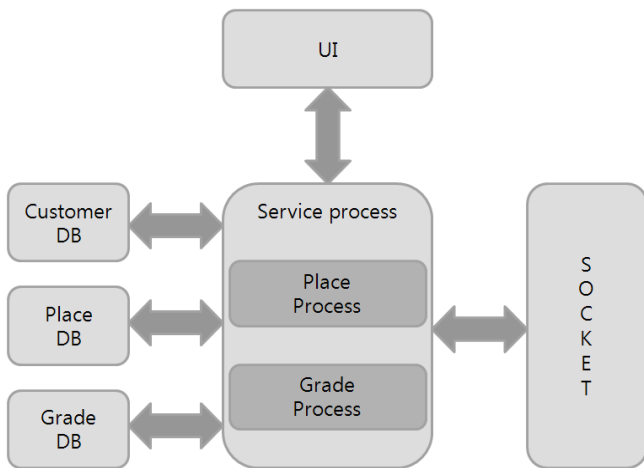 UI
Customer
DB
Place
DB
Grade
DB
Service process
Place
Process
Grade
Process
S
O
C
K
E
T